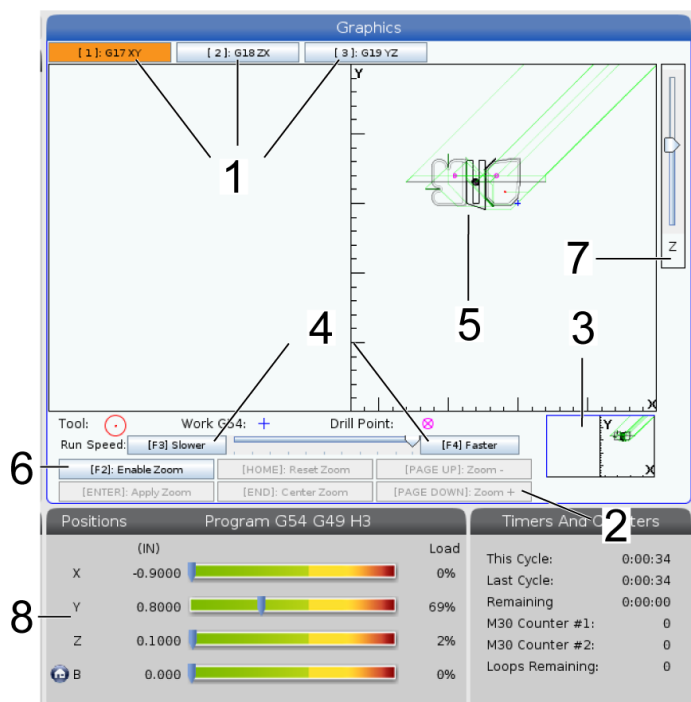 Graphics
[ 1 ]: G17 XY [ 2 ]: G18 ZX [ 3 ]: G19 YZ
Y
1
Z
7
5
4
3
X
Tool: Work G54: Drill Point:
Run Speed: [F3] Slower [F4] Faster
Y
X
6
[F2]: Enable Zoom [HOME]: Reset Zoom [PAGE UP]: Zoom -
[ENTER]: Apply Zoom [END]: Center Zoom [PAGE DOWN]: Zoom +
2
Positions Program G54 G49 H3
(IN) Load
X -0.9000 0%
Y 0.8000 69%
8
Z 0.1000 2%
B 0.000 0%
Timers And Counters
This Cycle: 0:00:34
Last Cycle: 0:00:34
Remaining 0:00:00
M30 Counter #1: 0
M30 Counter #2: 0
Loops Remaining: 0